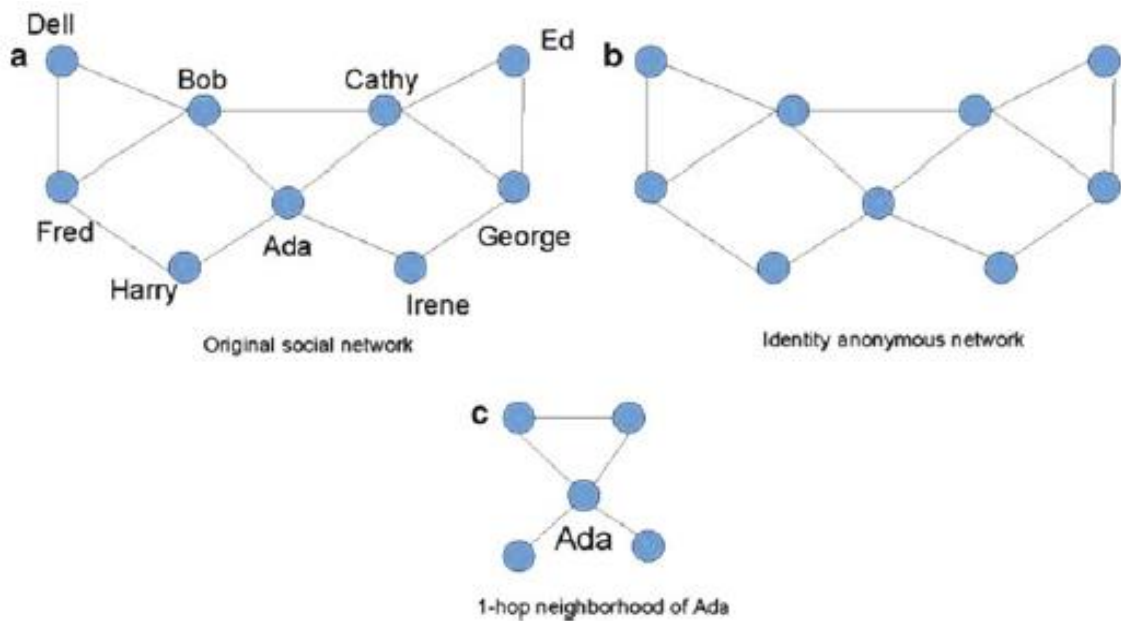 Dell
a
Ed
b
Bob
Cathy
Fred
Ada
George
Harry
Irene
Original social network
Identity anonymous network
c
Ada
1-hop neighborhood of Ada